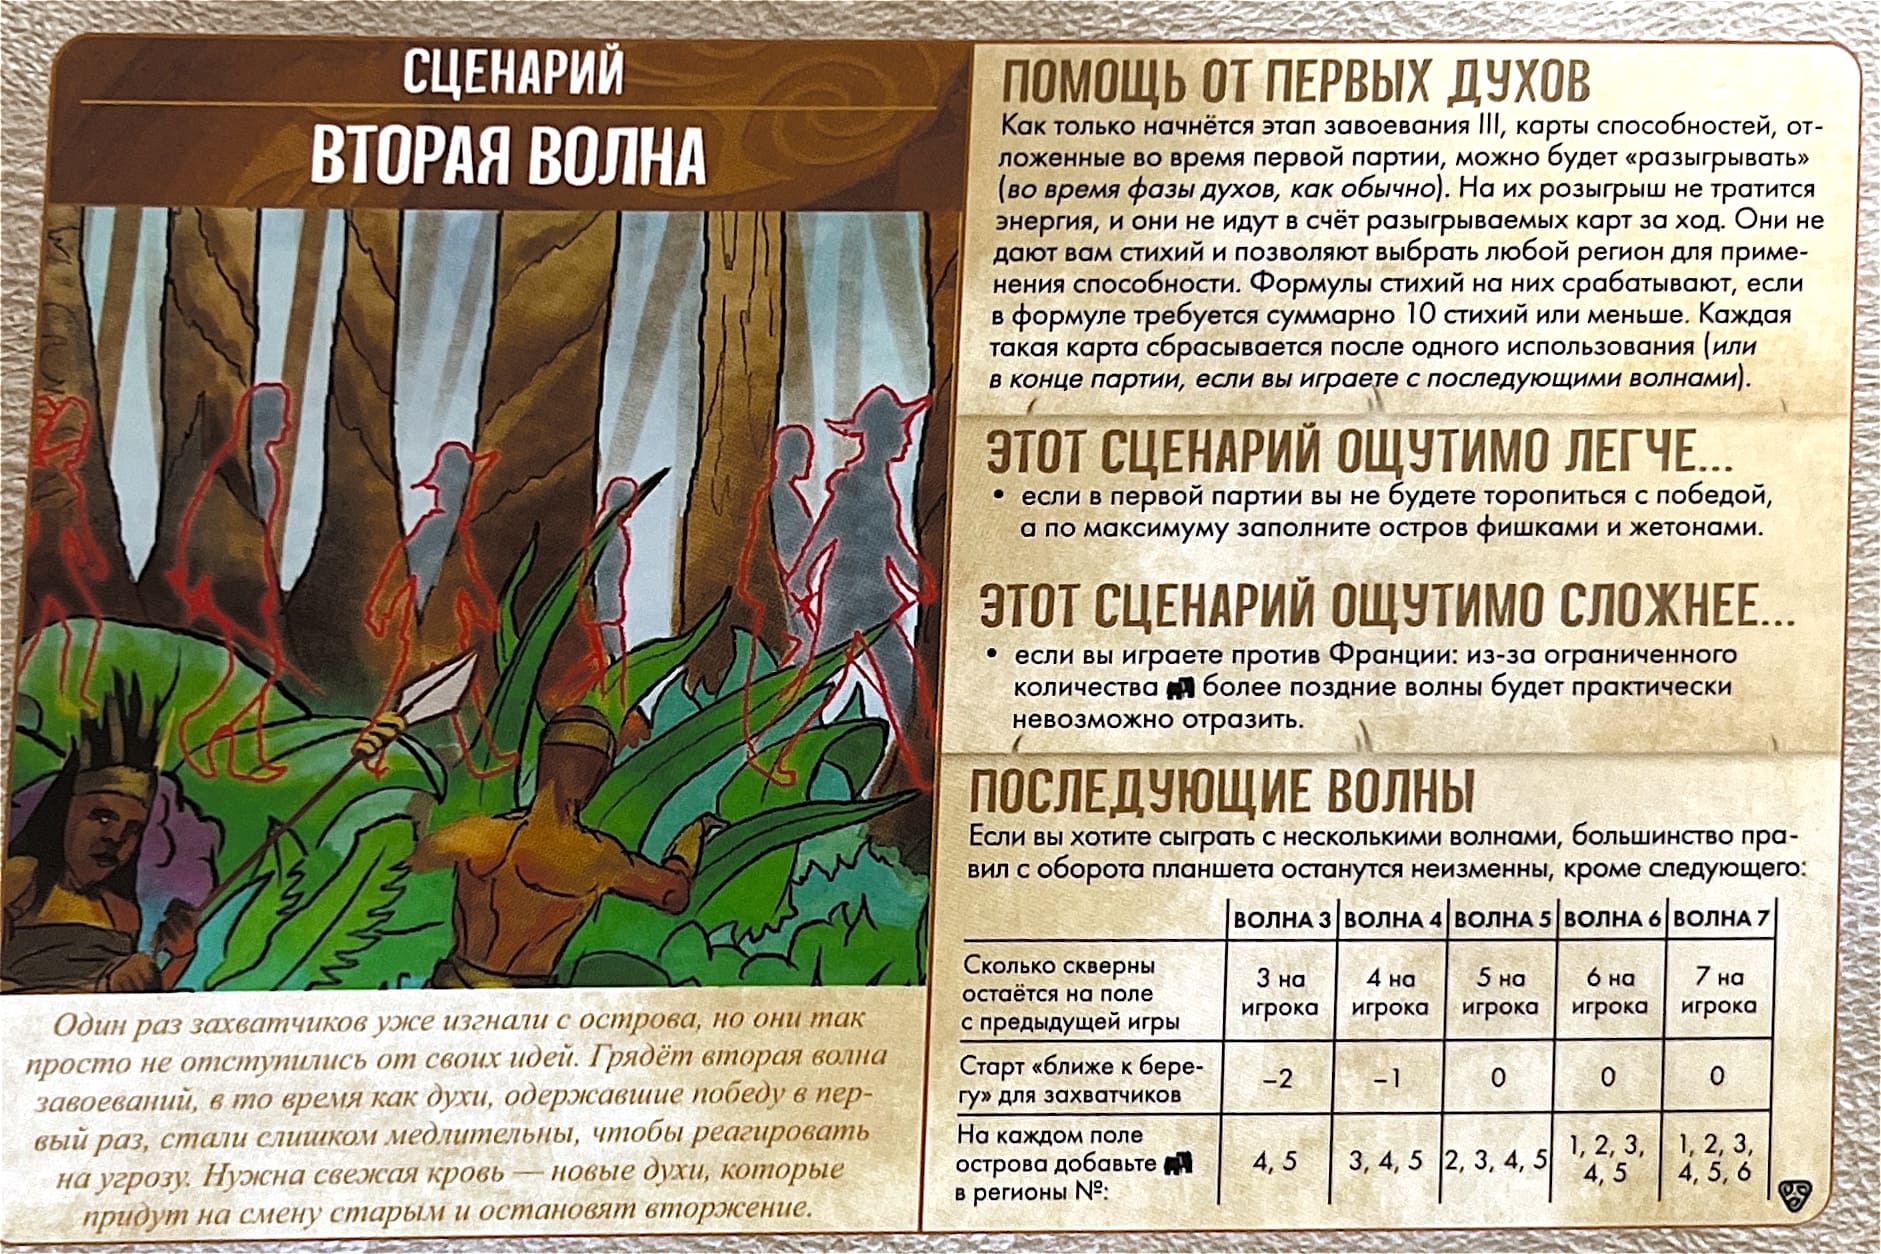 СЦЕНАРИЙ
ВТОРАЯ ВОЛНА
Один раз захватчиков уже изгнали с острова, но они так
просто не отступились от своих идей. Грядёт вторая волна
завоеваний, в то время как духи, одержавшие победу в пер-
вый раз, стали слишком медлительны, чтобы реагировать
на угрозу. Нужна свежая кровь — новые духи, которые
придут на смену старым и остановят вторжение.
ПОМОЩЬ ОТ ПЕРВЫХ ДУХОВ
Как только начнётся этап завоевания III, карты способностей, от-
ложенные во время первой партии, можно будет «разыгрывать»
(во время фазы духов, как обычно). На их розыгрыш не тратится
энергия, и они не идут в счёт разыгрываемых карт за ход. Они не
дают вам стихий и позволяют выбрать любой регион для приме-
нения способности. Формулы стихий на них срабатывают, если
в формуле требуется суммарно 10 стихий или меньше. Каждая
такая карта сбрасывается после одного использования (или
в конце партии, если вы играете с последующими волнами).
ЭТОТ СЦЕНАРИЙ ОЩУТИМО ЛЕГЧЕ...
• если в первой партии вы не будете торопиться с победой,
а по максимуму заполните остров фишками и жетонами.
ЭТОТ СЦЕНАРИЙ ОЩУТИМО СЛОЖНЕЕ...
• если вы играете против Франции: из-за ограниченного
количества более поздние волны будет практически
невозможно отразить.
ПОСЛЕДУЮЩИЕ ВОЛНЫ
Если вы хотите сыграть с несколькими волнами, большинство пра-
вил с оборота планшета останутся неизменны, кроме следующего:
ВОЛНА 3 ВОЛНА 4 ВОЛНА 5 ВОЛНА 6 ВОЛНА 7
Сколько скверны
остаётся на поле
с предыдущей игры
3 на
игрока
4 на
игрока
5 на
игрока
6 на
игрока
7 на
игрока
Старт «ближе к бере-
гу» для захватчиков
–2 –1 0 0 0
На каждом поле
острова добавьте
в регионы №:
4, 5
3, 4, 5
2, 3, 4, 5
1, 2, 3,
4, 5
1, 2, 3,
4, 5, 6